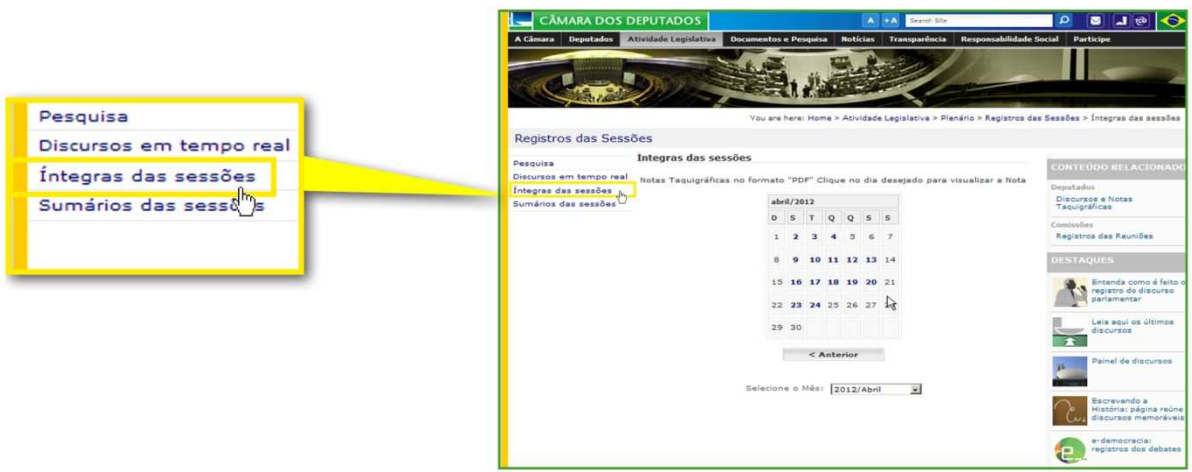 Pesquisa
Discursos em tempo real
Íntegras das sessões
Sumários das sessões
CÂMARA DOS DEPUTADOS
A +A Search Site
A Câmara Deputados Atividade Legislativa Documentos e Pesquisa Notícias Transparência Responsabilidade Social Participe
You are here: Home > Atividade Legislativa > Plenário > Registros das Sessões > Íntegras das sessões
Registros das Sessões
Pesquisa
Discursos em tempo real
Íntegras das sessões
Sumários das sessões
Íntegras das sessões
Notas Taquigráficas no formato "PDF" Clique no dia desejado para visualizar a Nota
abril/2012
D S T Q Q S S
1 2 3 4 5 6 7
8 9 10 11 12 13 14
15 16 17 18 19 20 21
22 23 24 25 26 27
29 30
< Anterior
Selecione o Mês: 2012/Abril
CONTEÚDO RELACIONADO
Deputados
Discursos e Notas
Taquigráficas
Comissões
Registros das Reuniões
DESTAQUES
Entenda como é feito o
registro do discurso
parlamentar
Leia aqui os últimos
discursos
Painel de discursos
Escrevendo a
História: página reúne
discursos memoráveis
e-democracia:
registros dos debates